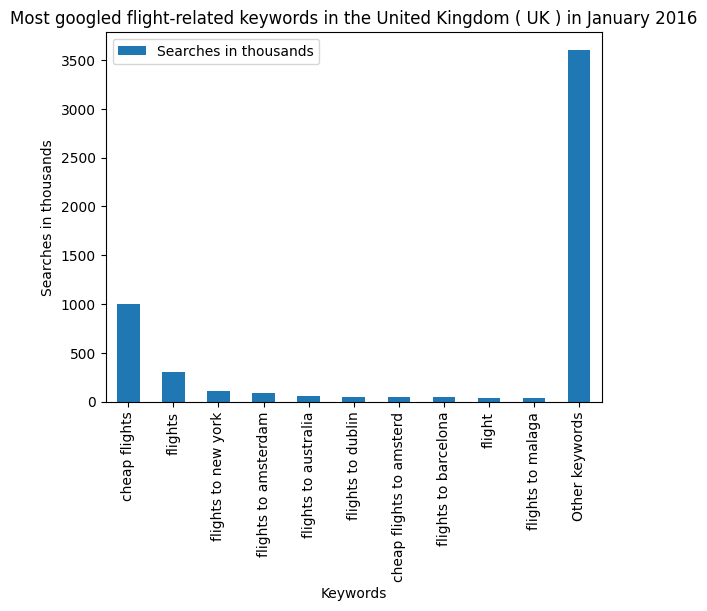 Most googled flight-related keywords in the United Kingdom ( UK ) in January 2016
Searches in thousands
Searches in thousands
3500
3000
2500
2000
1500
1000
500
0
cheap flights
flights
flights to new york
flights to amsterdam
flights to australia
flights to dublin
cheap flights to amsterd
flights to barcelona
flight
flights to malaga
Other keywords
Keywords